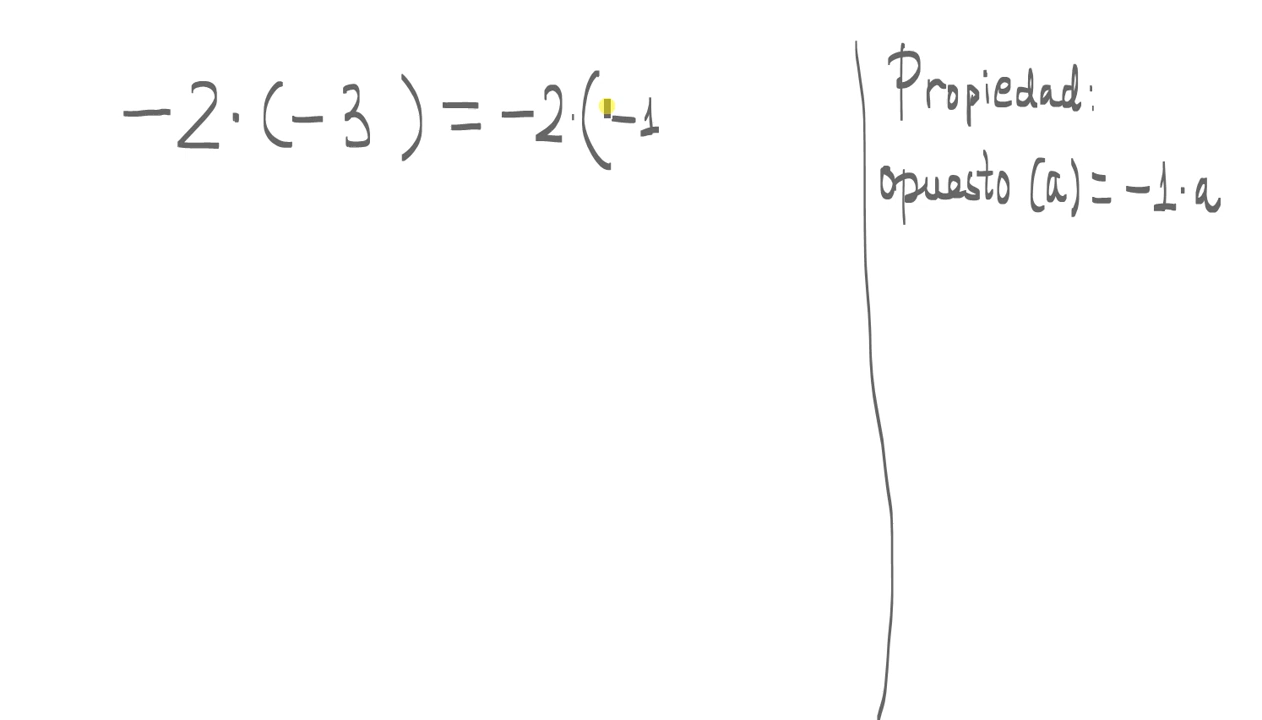 -2·(-3) = -2·(-1
Propiedad:
opuesto (a) = -1·a